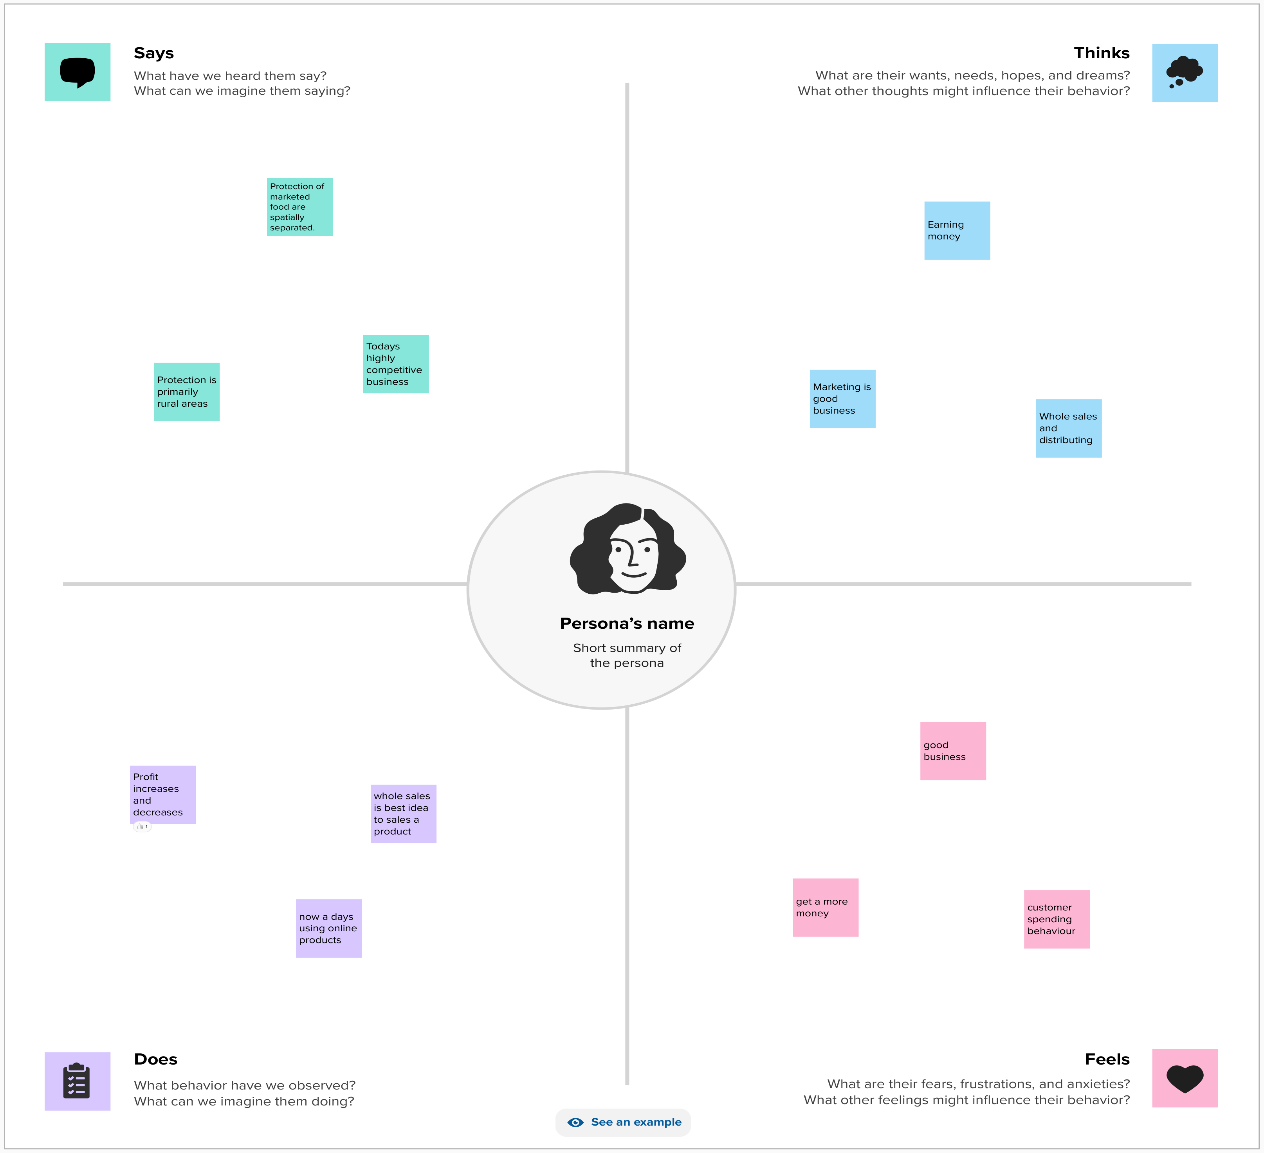 Says
What have we heard them say?
What can we imagine them saying?
Thinks
What are their wants, needs, hopes, and dreams?
What other thoughts might influence their behavior?
Protection of
marketed
food are
spatially
separated.
Todays
highly
competitive
business
Protection is
primarily
rural areas
Earning
money
Marketing is
good
business
Whole sales
and
distributing
Persona's name
Short summary of
the persona
Profit
increases
and
decreases
whole sales
is best idea
to sales a
product
now a days
using online
products
good
business
get a more
money
customer
spending
behaviour
Does
What behavior have we observed?
What can we imagine them doing?
Feels
What are their fears, frustrations, and anxieties?
What other feelings might influence their behavior?
See an example